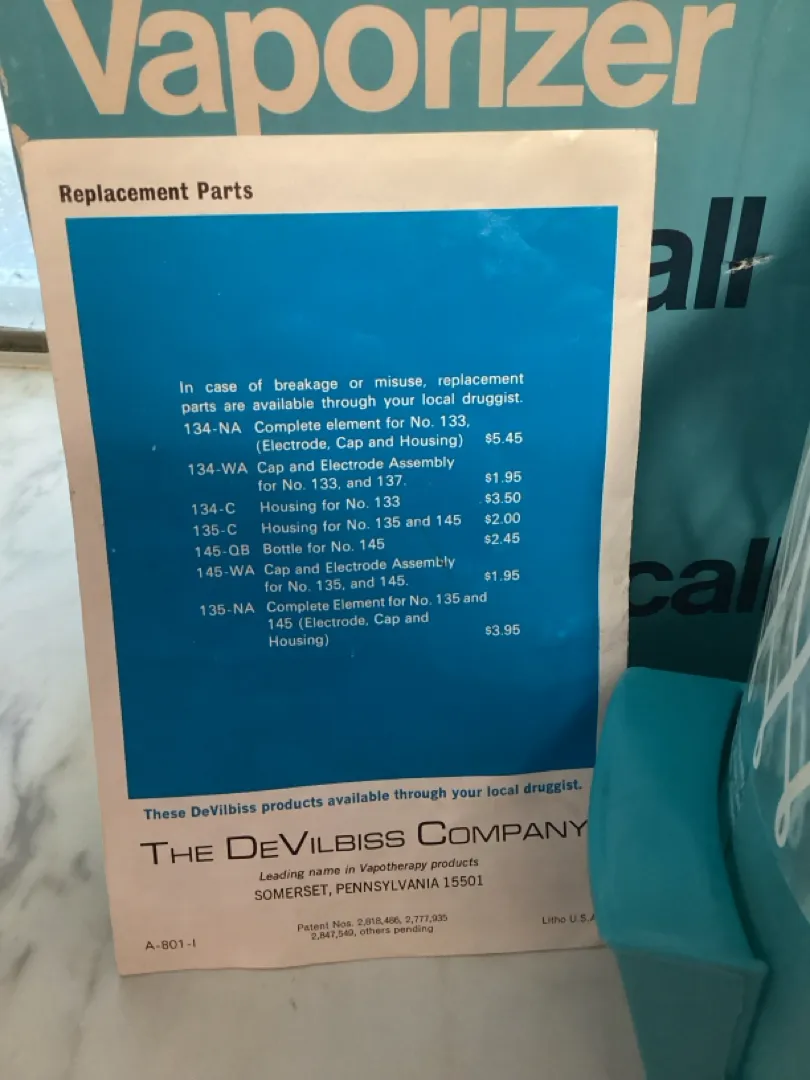 Vaporizer
Replacement Parts
all
In case of breakage or misuse, replacement
parts are available through your local druggist.
134-NA Complete element for No. 133,
(Electrode, Cap and Housing) $5.45
134-WA Cap and Electrode Assembly
for No. 133, and 137. $1.95
134-C Housing for No. 133 $3.50
135-C Housing for No. 135 and 145 $2.00
145-QB Bottle for No. 145 $2.45
145-WA Cap and Electrode Assembly
for No. 135, and 145. $1.95
135-NA Complete Element for No. 135 and
145 (Electrode, Cap and
Housing) $3.95
call
These DeVilbiss products available through your local druggist.
THE DEVILBISS COMPANY
Leading name in Vapotherapy products
SOMERSET, PENNSYLVANIA 15501
Patent Nos. 2,818,486, 2,777,935
2,847,549, others pending
A-801-I
Litho U.S.A